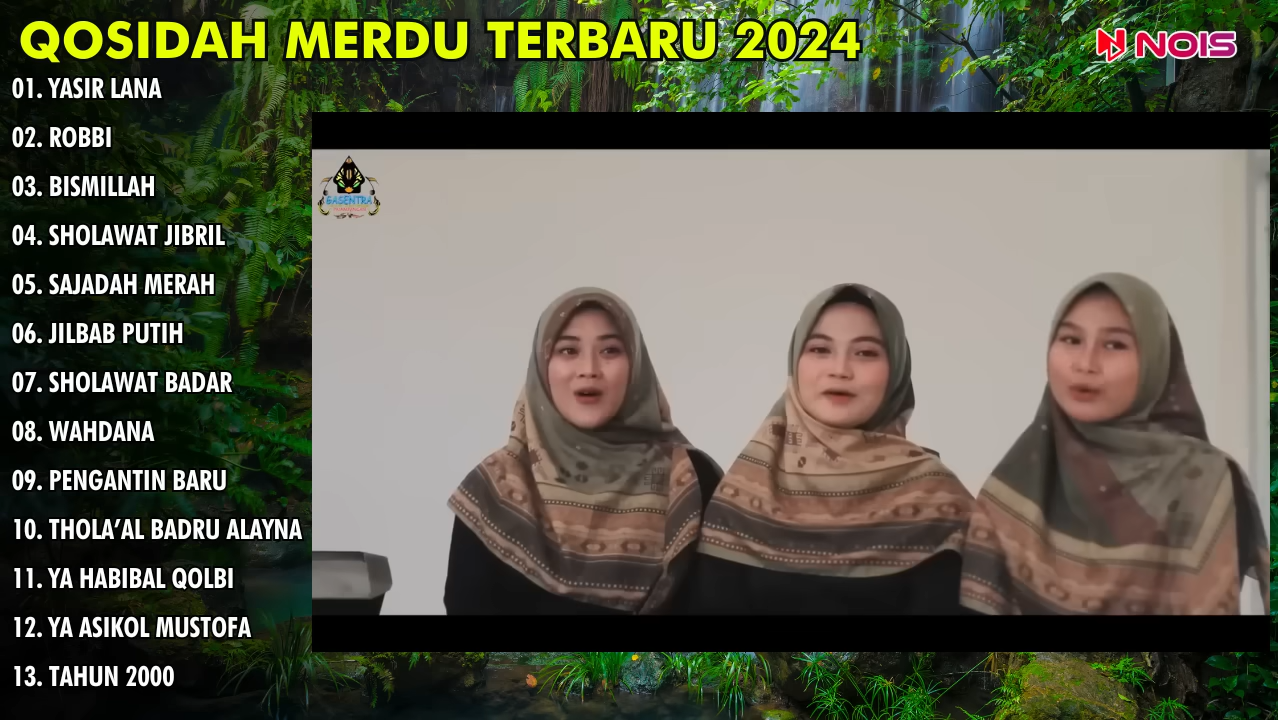 QOSIDAH MERDU TERBARU 2024
NOIS
01. YASIR LANA
02. ROBBI
03. BISMILLAH
04. SHOLAWAT JIBRIL
05. SAJADAH MERAH
06. JILBAB PUTIH
07. SHOLAWAT BADAR
08. WAHDANA
09. PENGANTIN BARU
10. THOLA’AL BADRU ALAYNA
11. YA HABIBAL QOLBI
12. YA ASIKOL MUSTOFA
13. TAHUN 2000
GASENTRA